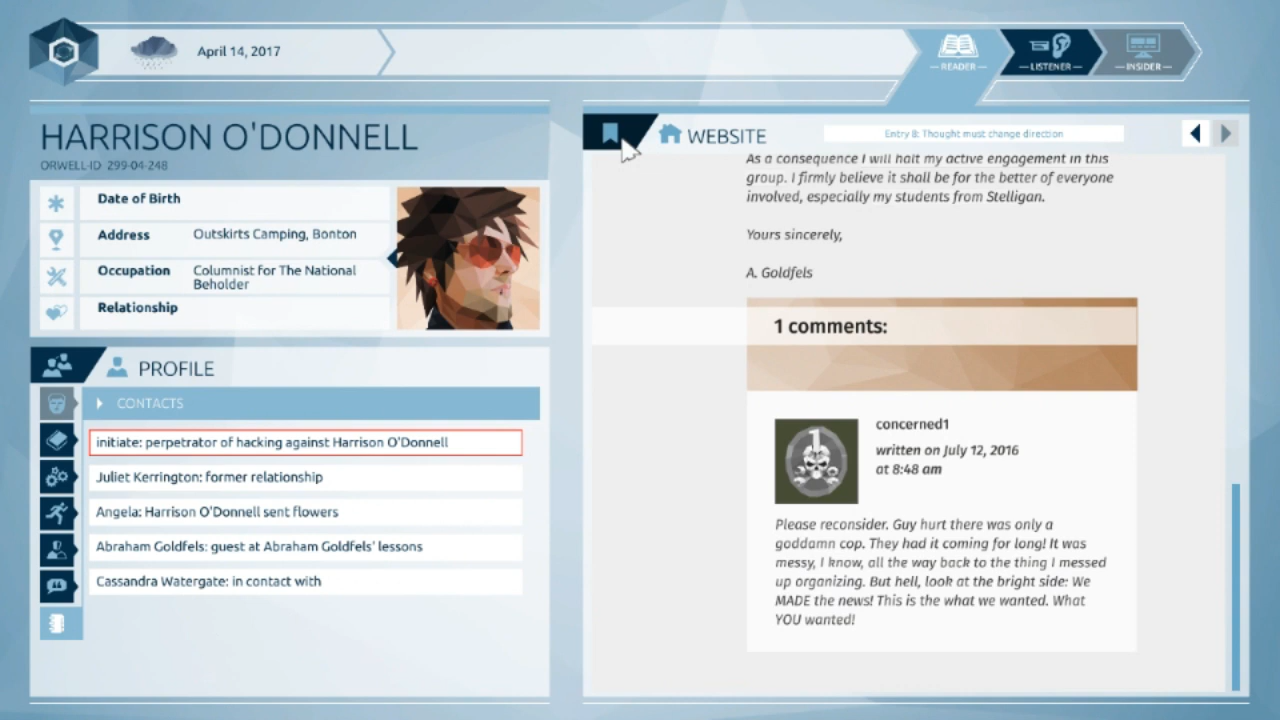 April 14, 2017
— READER —
— LISTENER —
— INSIDER —
HARRISON O'DONNELL
ORWELL-ID: 299-04-248
Date of Birth
Address Outskirts Camping, Bonton
Occupation Columnist for The National
Beholder
Relationship
PROFILE
CONTACTS
initiate: perpetrator of hacking against Harrison O'Donnell
Juliet Kerrington: former relationship
Angela: Harrison O'Donnell sent flowers
Abraham Goldfels: guest at Abraham Goldfels' lessons
Cassandra Watergate: in contact with
WEBSITE
Entry 8: Thought must change direction
As a consequence I will halt my active engagement in this
group. I firmly believe it shall be for the better of everyone
involved, especially my students from Stelligan.
Yours sincerely,
A. Goldfels
1 comments:
1
concerned1
written on July 12, 2016
at 8:48 am
Please reconsider. Guy hurt there was only a
goddamn cop. They had it coming for long! It was
messy, I know, all the way back to the thing I messed
up organizing. But hell, look at the bright side: We
MADE the news! This is the what we wanted. What
YOU wanted!